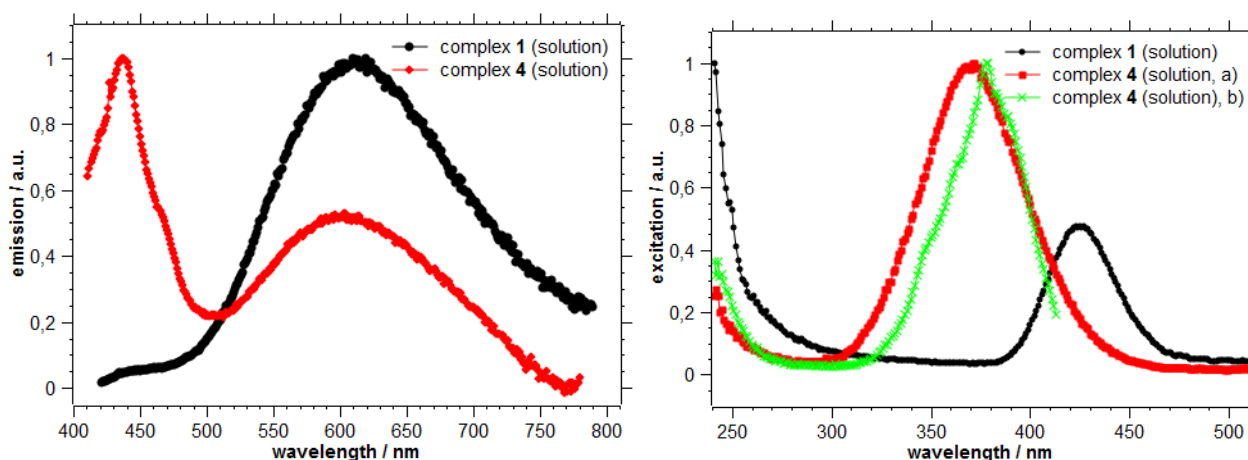 complex 1 (solution)
complex 4 (solution)
emission / a.u.
1
0,8
0,6
0,4
0,2
0
400 450 500 550 600 650 700 750 800
wavelength / nm
complex 1 (solution)
complex 4 (solution, a)
complex 4 (solution), b)
excitation / a.u.
1
0,8
0,6
0,4
0,2
0
250 300 350 400 450 500
wavelength / nm